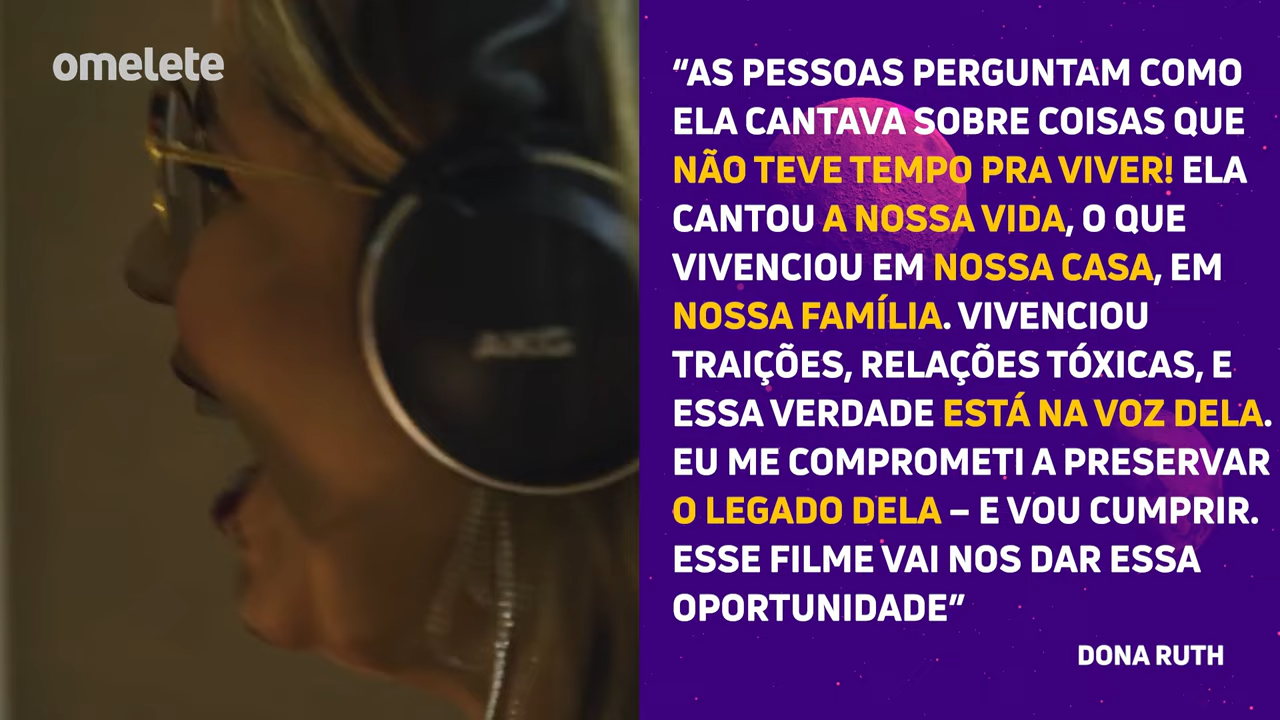 omelete
“AS PESSOAS PERGUNTAM COMO
ELA CANTAVA SOBRE COISAS QUE
NÃO TEVE TEMPO PRA VIVER! ELA
CANTOU A NOSSA VIDA, O QUE
VIVENCIOU EM NOSSA CASA, EM
NOSSA FAMÍLIA. VIVENCIOU
TRAIÇÕES, RELAÇÕES TÓXICAS, E
ESSA VERDADE ESTÁ NA VOZ DELA.
EU ME COMPROMETI A PRESERVAR
O LEGADO DELA – E VOU CUMPRIR.
ESSE FILME VAI NOS DAR ESSA
OPORTUNIDADE”
DONA RUTH
AKG